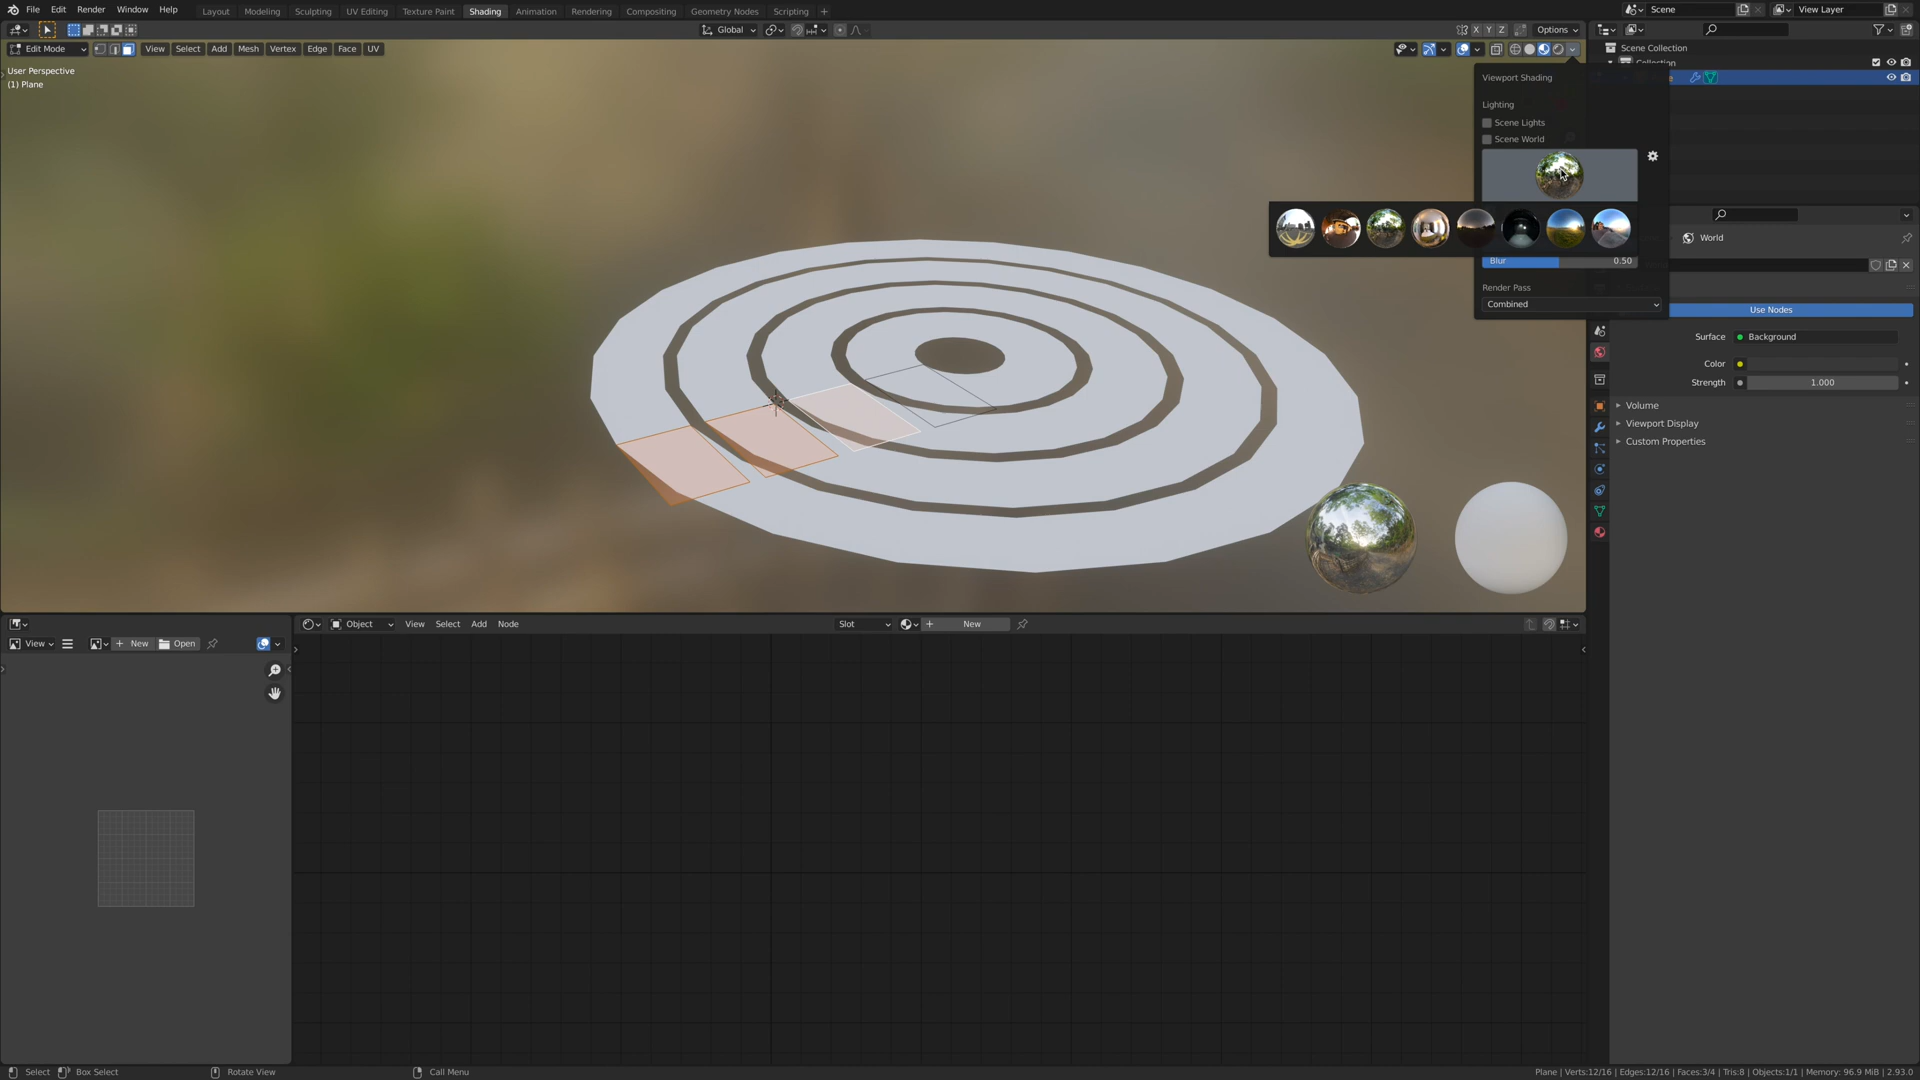 File Edit Render Window Help Layout Modeling Sculpting UV Editing Texture Paint Shading Animation Rendering Compositing Geometry Nodes Scripting + Scene View Layer
Global X Y Z Options
Edit Mode View Select Add Mesh Vertex Edge Face UV
User Perspective
(1) Plane
Viewport Shading
Lighting
Scene Lights
Scene World
Blur 0.50
Render Pass
Combined
Scene Collection
Collection
World
Use Nodes
Surface Background
Color
Strength 1.000
Volume
Viewport Display
Custom Properties
View New Open
Object View Select Add Node Slot New
Select Box Select Rotate View Call Menu Plane | Verts:12/16 | Edges:12/16 | Faces:3/4 | Tris:8 | Objects:1/1 | Memory: 96.9 MiB | 2.93.0